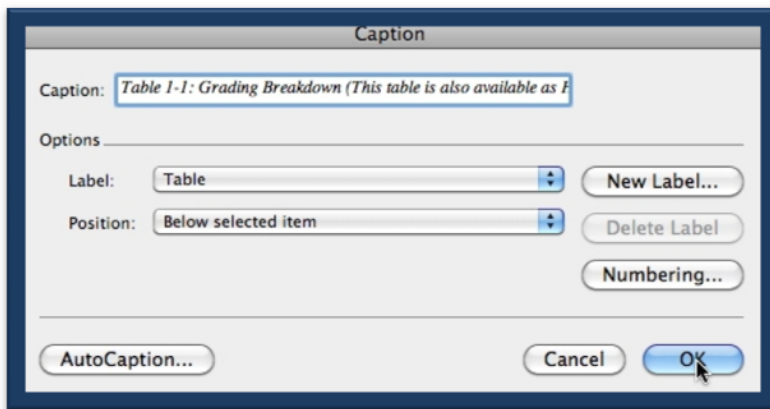 Caption
Caption: Table 1-1: Grading Breakdown (This table is also available as
Options
Label: Table New Label...
Position: Below selected item Delete Label
Numbering...
AutoCaption... Cancel OK